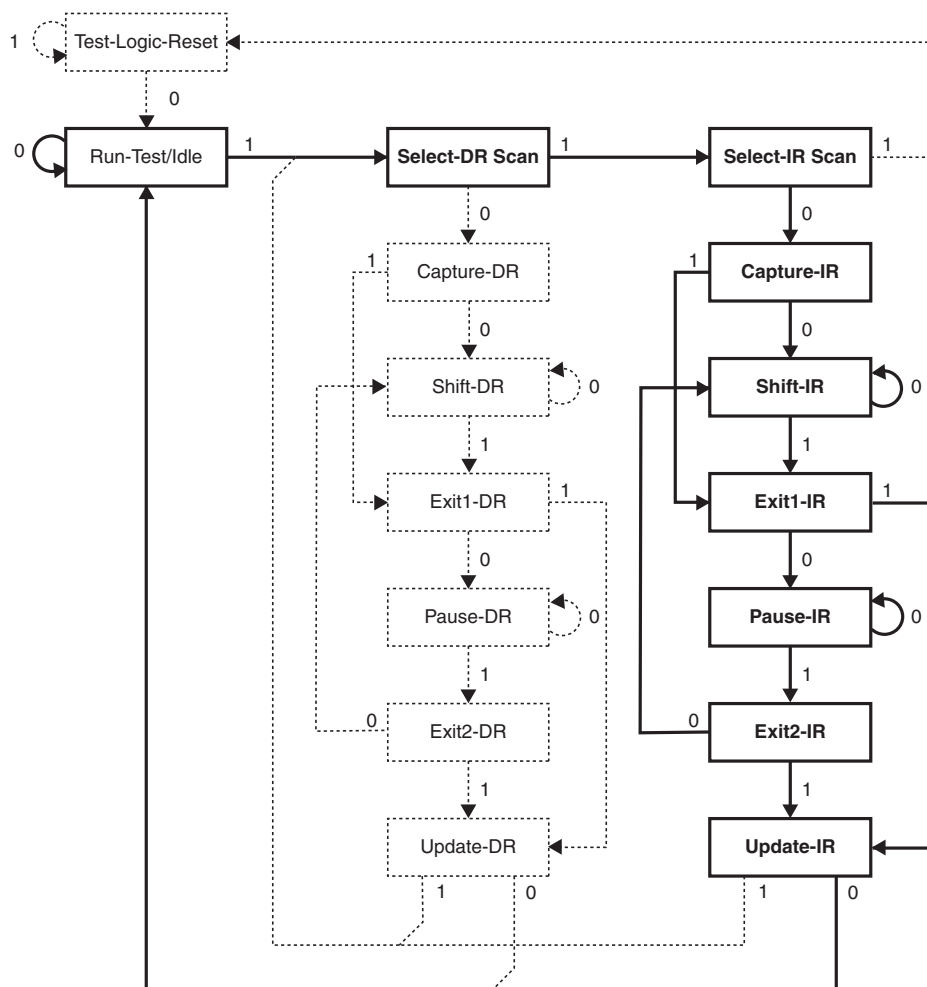 1 Test-Logic-Reset
0
0 Run-Test/Idle 1 Select-DR Scan 1 Select-IR Scan 1
0 0
1 Capture-DR 1 Capture-IR
0 0
Shift-DR 0 Shift-IR 0
1 1
Exit1-DR 1 Exit1-IR 1
0 0
Pause-DR 0 Pause-IR 0
1 1
0 Exit2-DR 0 Exit2-IR
1 1
Update-DR Update-IR
1 0 1 0